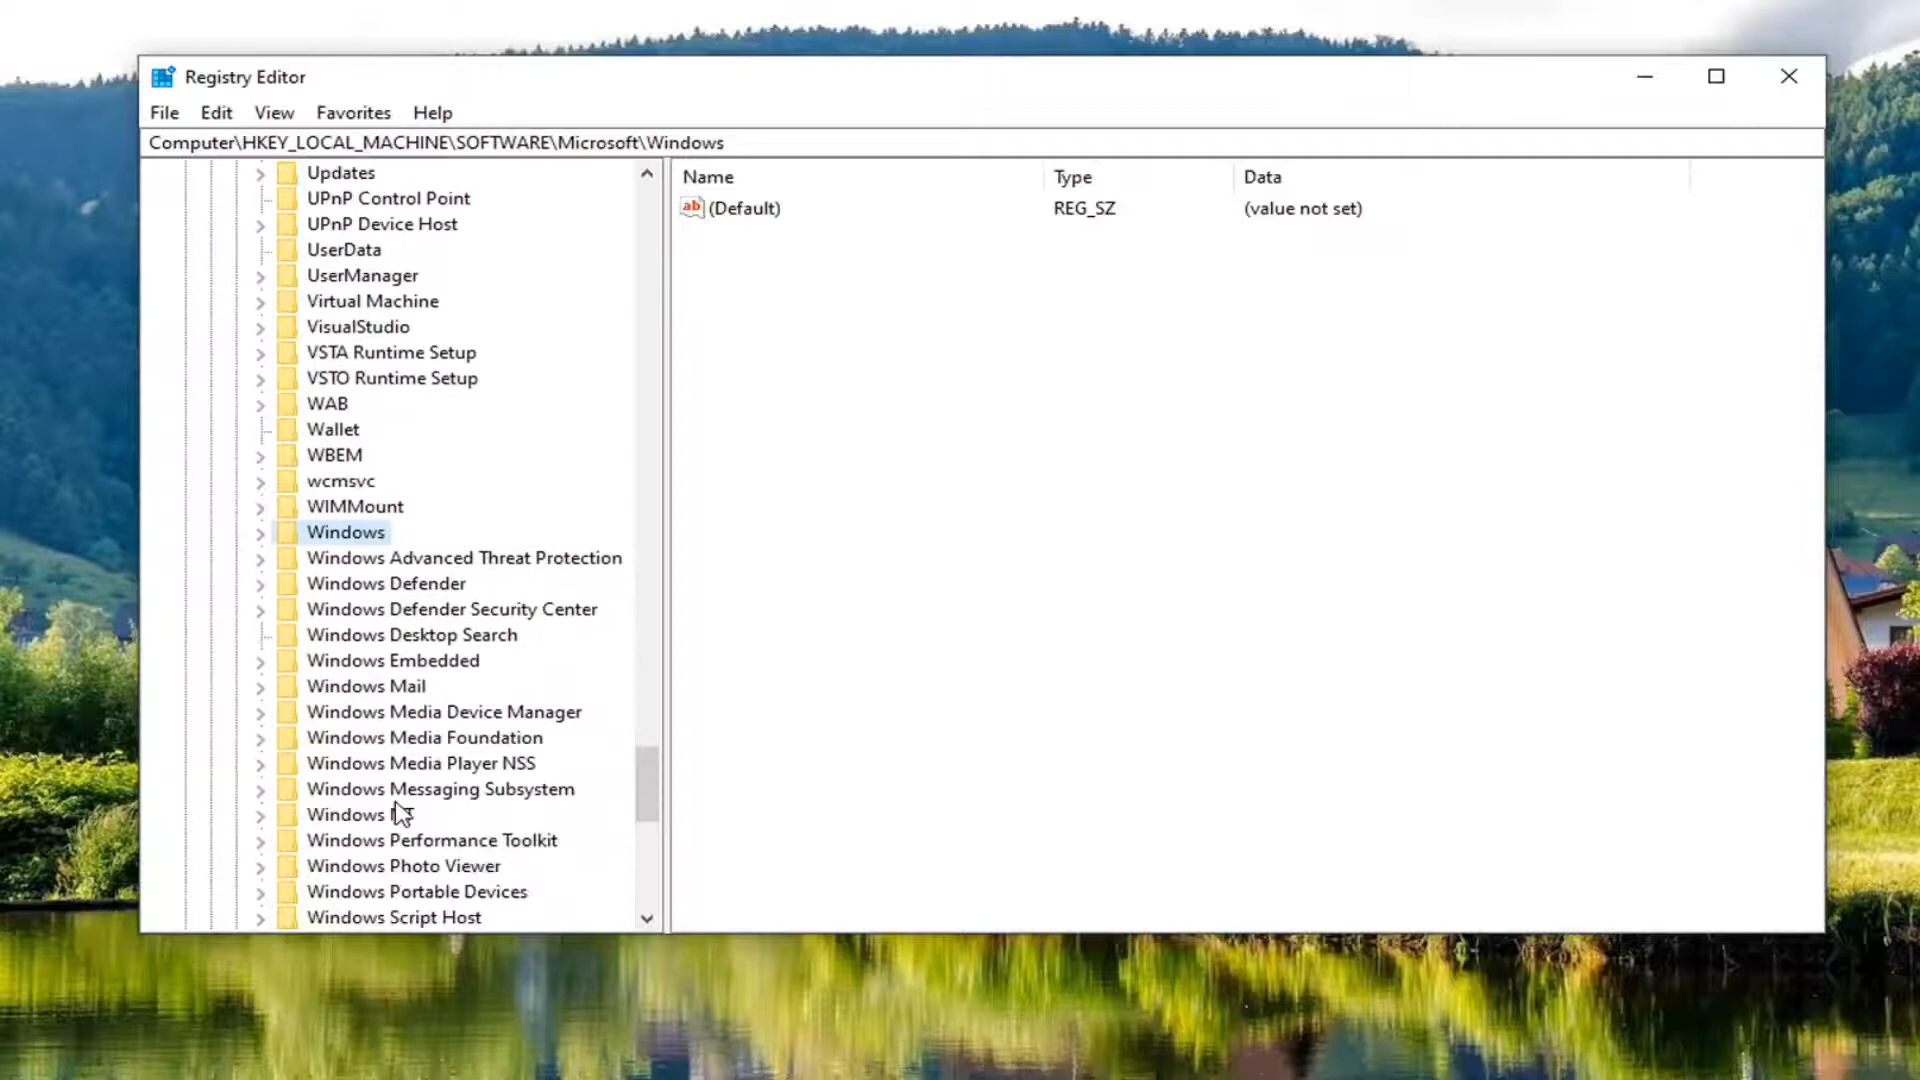 Registry Editor
File Edit View Favorites Help
Computer\HKEY_LOCAL_MACHINE\SOFTWARE\Microsoft\Windows
Name Type Data
(Default) REG_SZ (value not set)
Updates
UPnP Control Point
UPnP Device Host
UserData
UserManager
Virtual Machine
VisualStudio
VSTA Runtime Setup
VSTO Runtime Setup
WAB
Wallet
WBEM
wcmsvc
WIMMount
Windows
Windows Advanced Threat Protection
Windows Defender
Windows Defender Security Center
Windows Desktop Search
Windows Embedded
Windows Mail
Windows Media Device Manager
Windows Media Foundation
Windows Media Player NSS
Windows Messaging Subsystem
Windows
Windows Performance Toolkit
Windows Photo Viewer
Windows Portable Devices
Windows Script Host